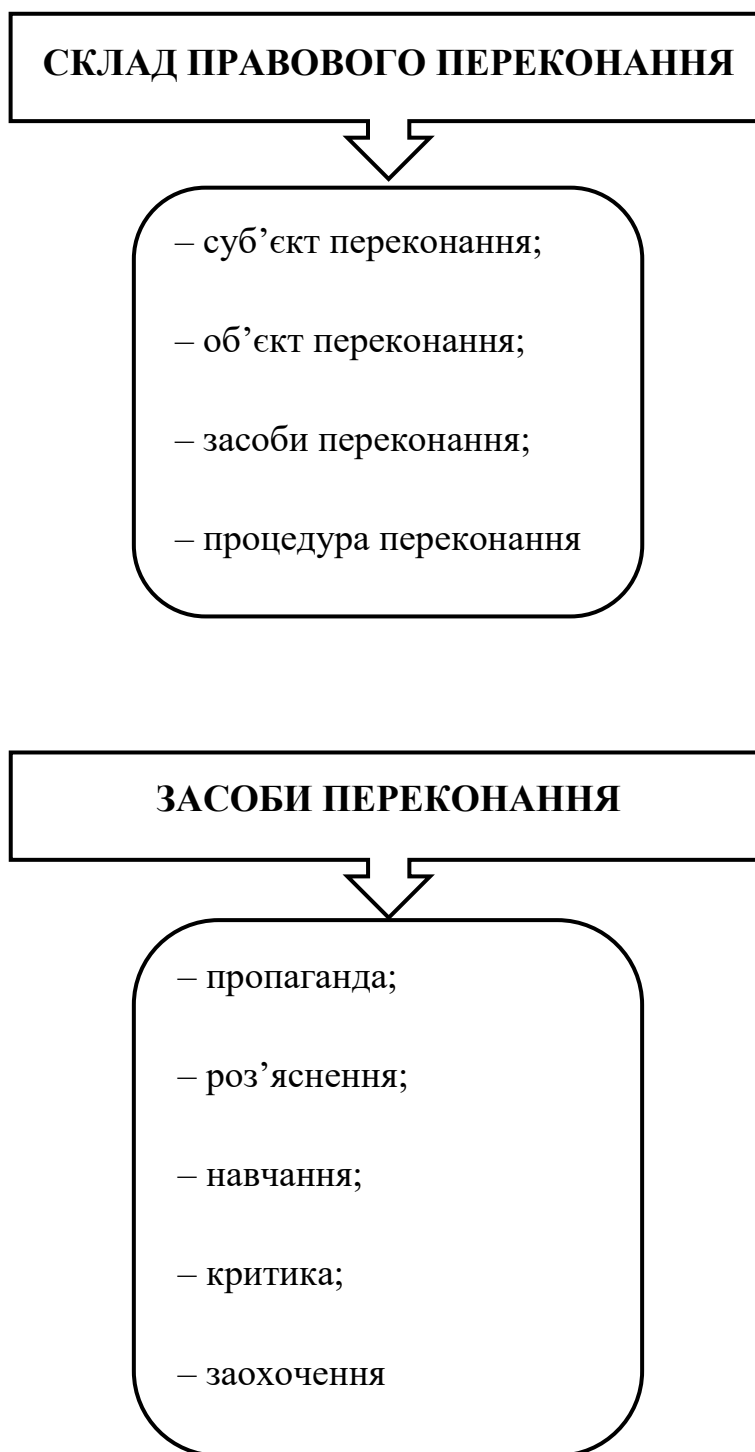 СКЛАД ПРАВОВОГО ПЕРЕКОНАННЯ
– суб’єкт переконання;
– об’єкт переконання;
– засоби переконання;
– процедура переконання
ЗАСОБИ ПЕРЕКОНАННЯ
– пропаганда;
– роз’яснення;
– навчання;
– критика;
– заохочення